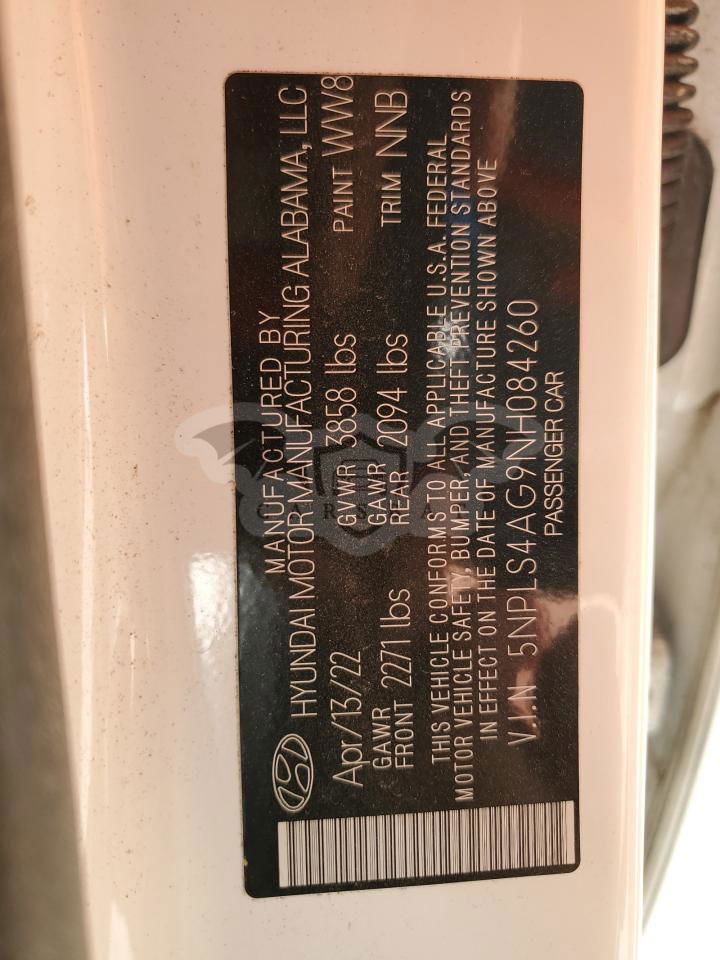 MANUFACTURED BY
HYUNDAI MOTOR MANUFACTURING ALABAMA, LLC
Apr/13/22 GVWR 3858 lbs PAINT WW8
GAWR FRONT 2271 lbs GAWR REAR 2094 lbs TRIM NNB
THIS VEHICLE CONFORMS TO ALL APPLICABLE U.S.A. FEDERAL
MOTOR VEHICLE SAFETY, BUMPER, AND THEFT PREVENTION STANDARDS
IN EFFECT ON THE DATE OF MANUFACTURE SHOWN ABOVE
V.I.N 5NPLS4AG9NH084260
PASSENGER CAR